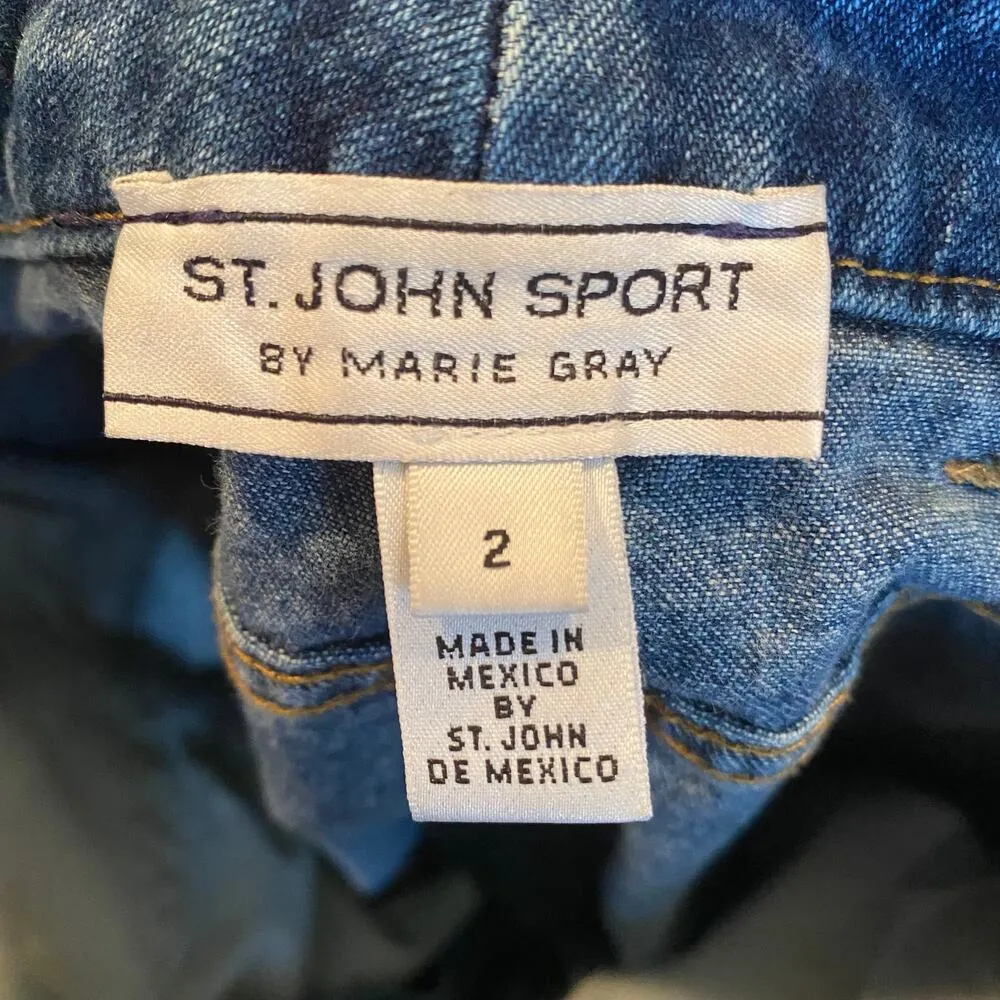 ST. JOHN SPORT
BY MARIE GRAY
2
MADE IN
MEXICO
BY
ST. JOHN
DE MEXICO